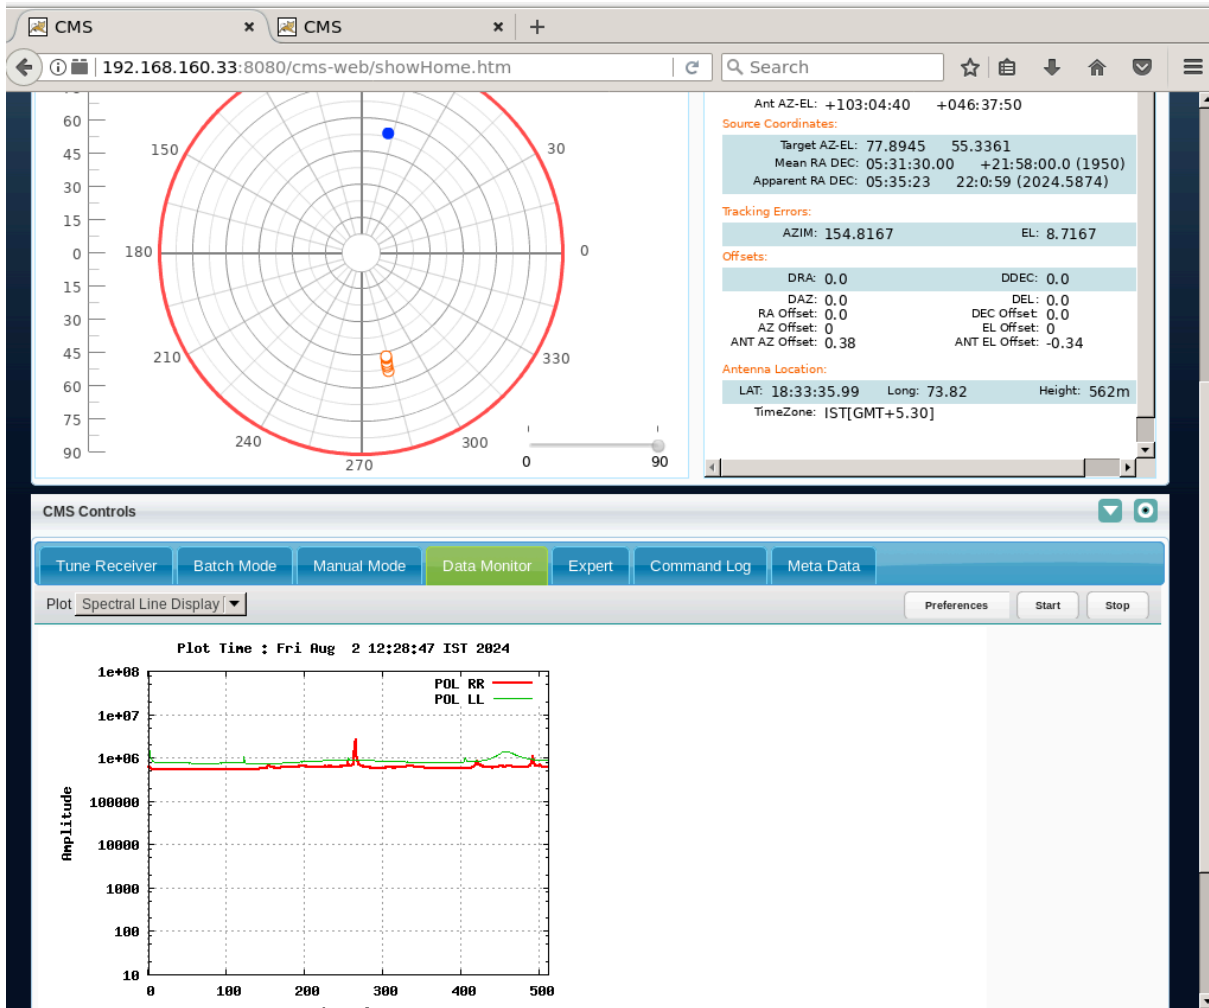 CMS × CMS × +
192.168.160.33:8080/cms-web/showHome.htm Search
60
45
30
15
0
15
30
45
60
75
90
150 30
180 0
210 330
240 300
270
0 90
Ant AZ-EL: +103:04:40 +046:37:50
Source Coordinates:
Target AZ-EL: 77.8945 55.3361
Mean RA DEC: 05:31:30.00 +21:58:00.0 (1950)
Apparent RA DEC: 05:35:23 22:0:59 (2024.5874)
Tracking Errors:
AZIM: 154.8167 EL: 8.7167
Offsets:
DRA: 0.0 DDEC: 0.0
DAZ: 0.0 DEL: 0.0
RA Offset: 0.0 DEC Offset: 0.0
AZ Offset: 0 EL Offset: 0
ANT AZ Offset: 0.38 ANT EL Offset: -0.34
Antenna Location:
LAT: 18:33:35.99 Long: 73.82 Height: 562m
TimeZone: IST[GMT+5.30]
CMS Controls
Tune Receiver Batch Mode Manual Mode Data Monitor Expert Command Log Meta Data
Plot Spectral Line Display Preferences Start Stop
Plot Time : Fri Aug 2 12:28:47 IST 2024
POL RR
POL LL
Amplitude
1e+08
1e+07
1e+06
100000
10000
1000
100
10
0 100 200 300 400 500